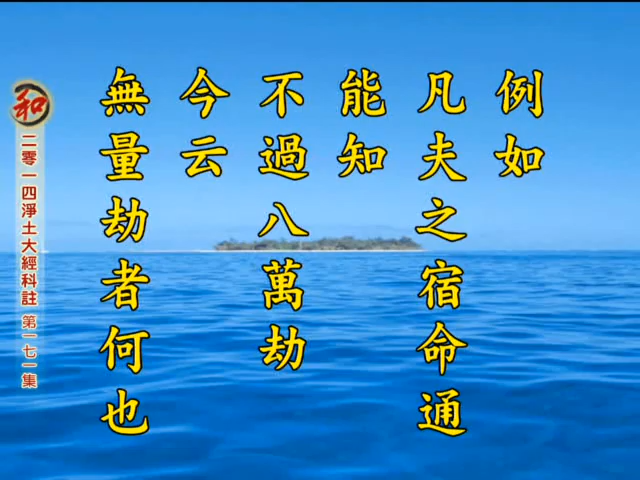 例如
凡夫之宿命通
能知
不過八萬劫
今云
無量劫者何也
和
二零一四淨土大經科註 第一七一集